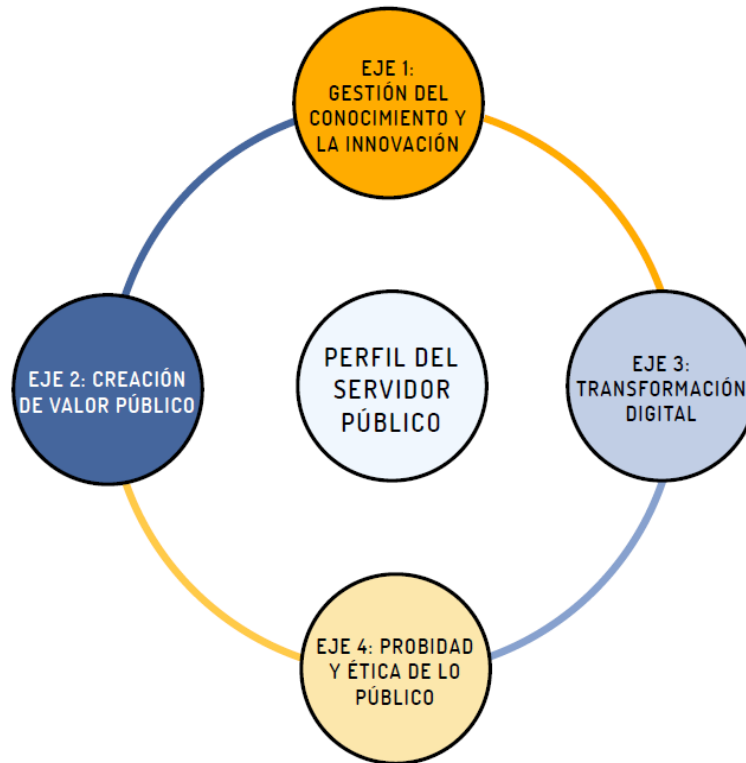 EJE 1:
GESTIÓN DEL
CONOCIMIENTO Y
LA INNOVACIÓN
EJE 2: CREACIÓN
DE VALOR PÚBLICO
PERFIL DEL
SERVIDOR
PÚBLICO
EJE 3:
TRANSFORMACIÓN
DIGITAL
EJE 4: PROBIDAD
Y ÉTICA DE LO
PÚBLICO